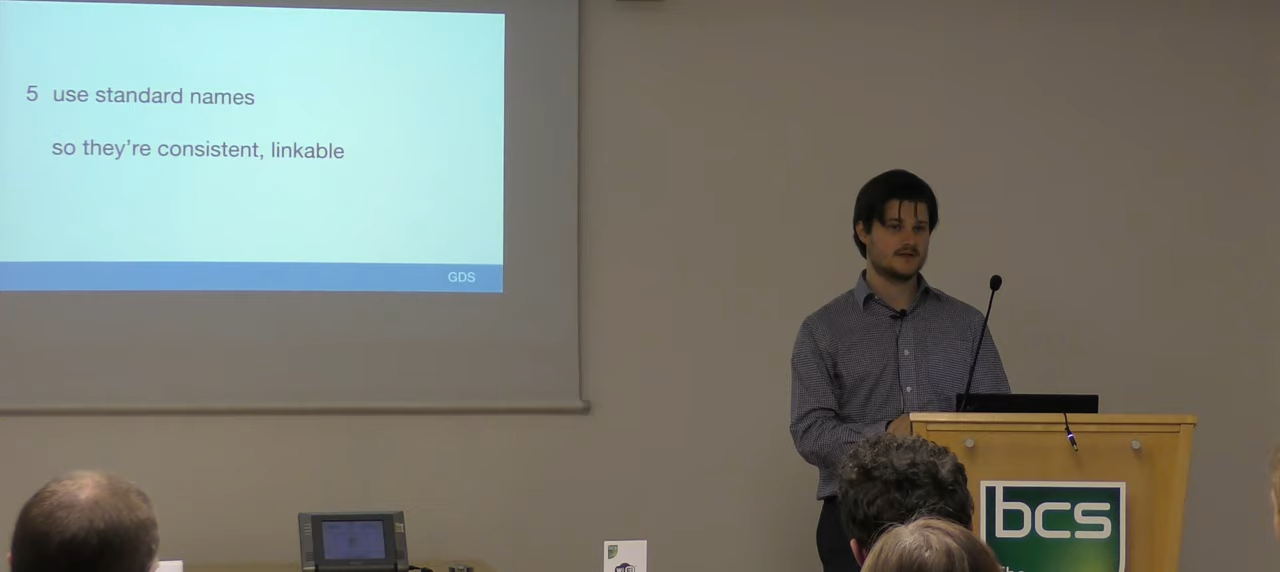 5 use standard names
so they're consistent, linkable
GDS
bcs